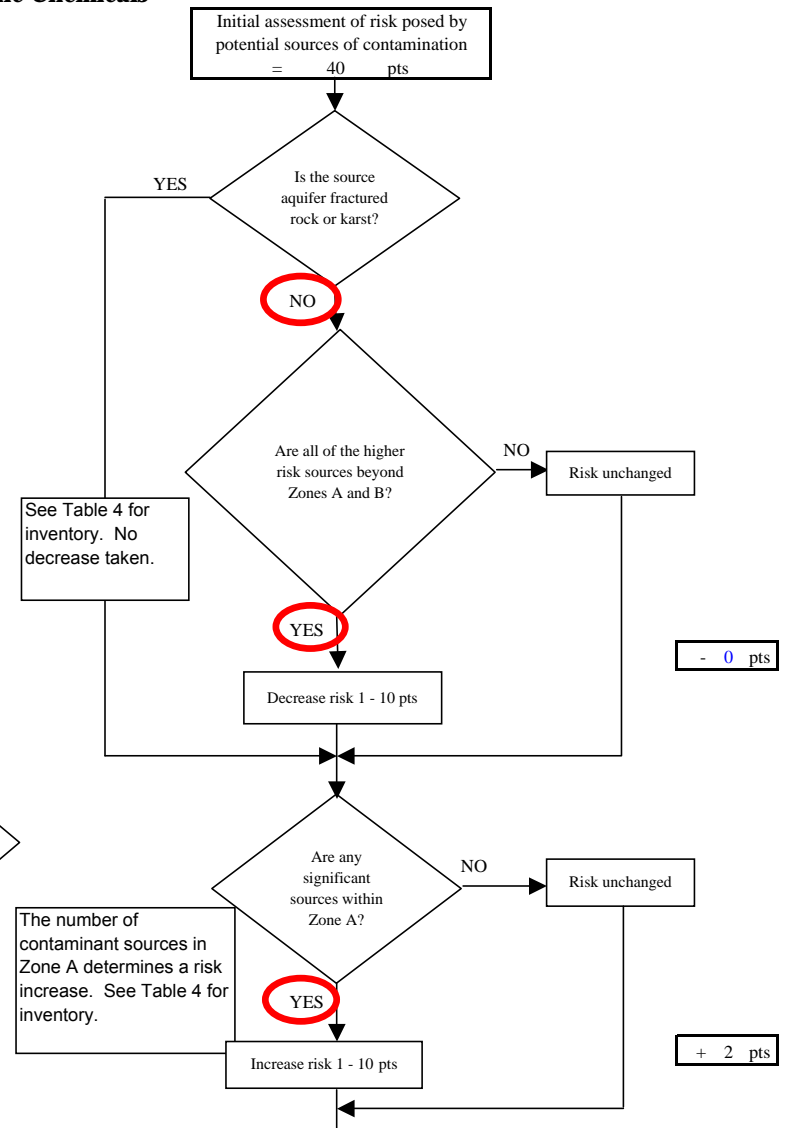 Initial assessment of risk posed by
potential sources of contamination
= 40 pts
YES
Is the source
aquifer fractured
rock or karst?
NO
Are all of the higher
risk sources beyond
Zones A and B?
NO
Risk unchanged
See Table 4 for
inventory. No
decrease taken.
YES
- 0 pts
Decrease risk 1 - 10 pts
Are any
significant
sources within
Zone A?
NO
Risk unchanged
The number of
contaminant sources in
Zone A determines a risk
increase. See Table 4 for
inventory.
YES
Increase risk 1 - 10 pts
+ 2 pts